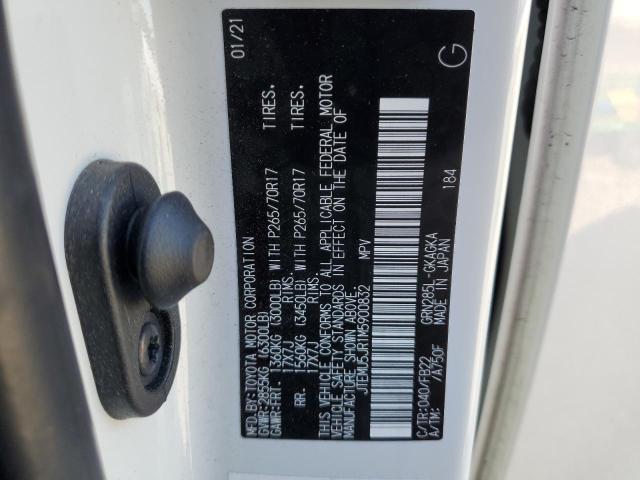 MFD.BY:TOYOTA MOTOR CORPORATION 01/21
GVWR:2855KG (6300LB)
GAWR:FRT. 1360KG (3000LB) WITH P265/70R17 TIRES.
17X7J RIMS.
RR. 1560KG (3450LB) WITH P265/70R17 TIRES.
17X7J RIMS.
THIS VEHICLE CONFORMS TO ALL APPLICABLE FEDERAL MOTOR
VEHICLE SAFETY STANDARDS IN EFFECT ON THE DATE OF
MANUFACTURE SHOWN ABOVE.
JTEMU5JR1M5900832 MPV
C/TR:040/FB22 GRN285L-GKAGKA 184
A/TM: /A750F MADE IN JAPAN
G